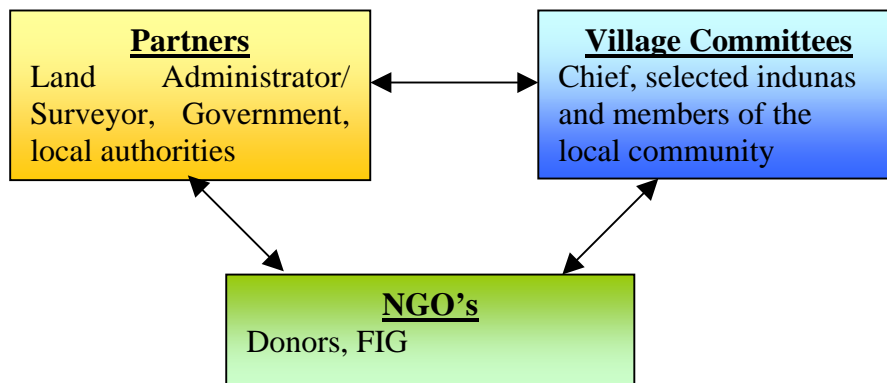 Partners
Land Administrator/
Surveyor, Government,
local authorities
Village Committees
Chief, selected indunas
and members of the
local community
NGO's
Donors, FIG